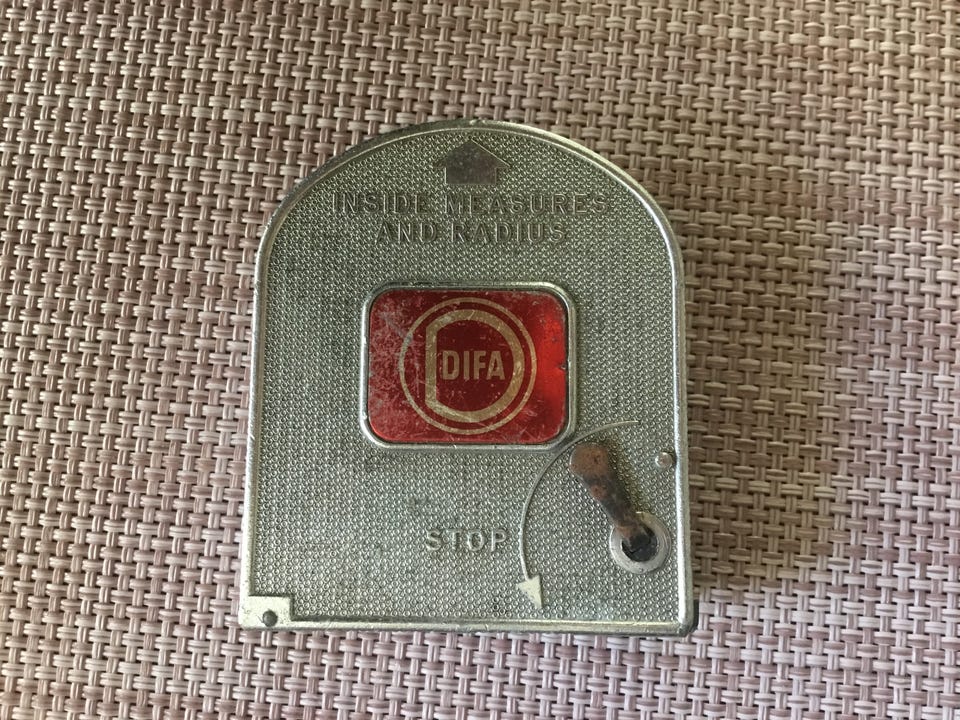 INSIDE MEASURES
AND RADIUS
DIFA
STOP